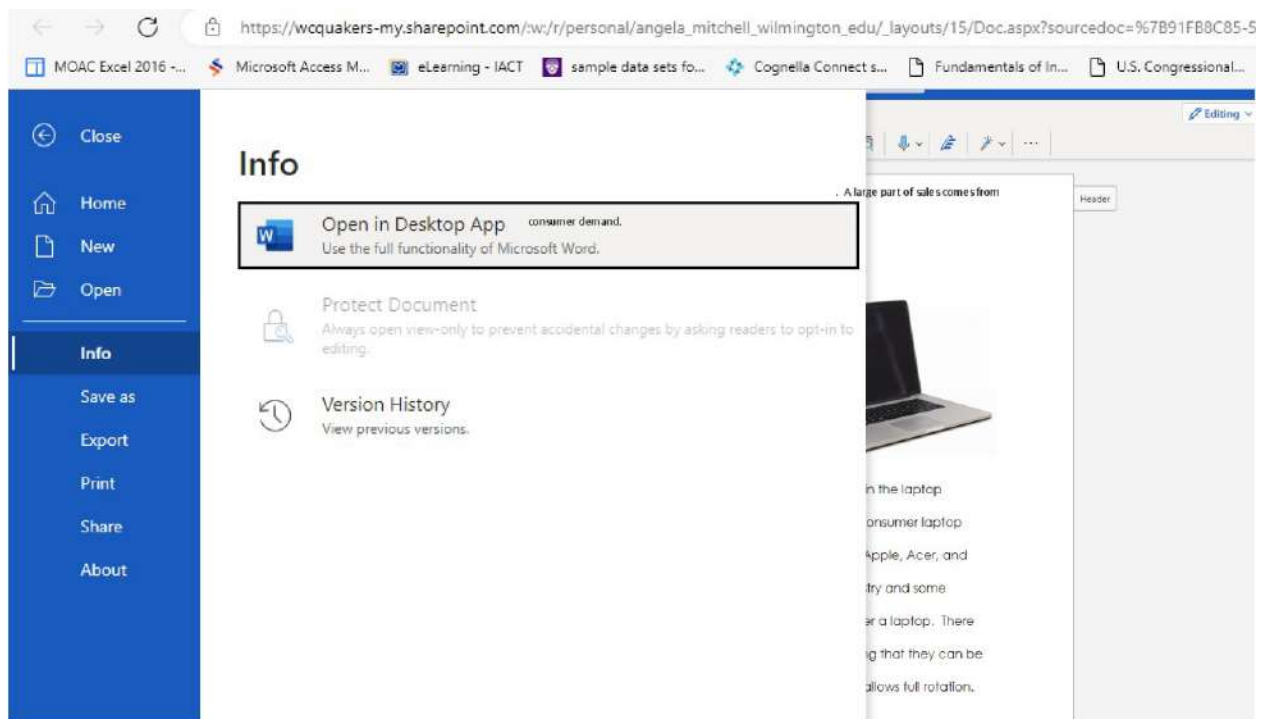 https://wcquakers-my.sharepoint.com/:w:/r/personal/angela_mitchell_wilmington_edu/_layouts/15/Doc.aspx?sourcedoc=%7B91FB8C85-5
MOAC Excel 2016 -...
Microsoft Access M...
eLearning - IACT
sample data sets fo...
Cognella Connect s...
Fundamentals of In...
U.S. Congressional...
Close
Home
New
Open
Info
Save as
Export
Print
Share
About
Info
Open in Desktop App consumer demand.
Use the full functionality of Microsoft Word.
Protect Document
Always open view-only to prevent accidental changes by asking readers to opt-in to
editing.
Version History
View previous versions.
Editing
. A large part of sales comes from
Header
in the laptop
onsumer laptop
Apple, Acer, and
try and some
er a laptop. There
g that they can be
allows full rotation.